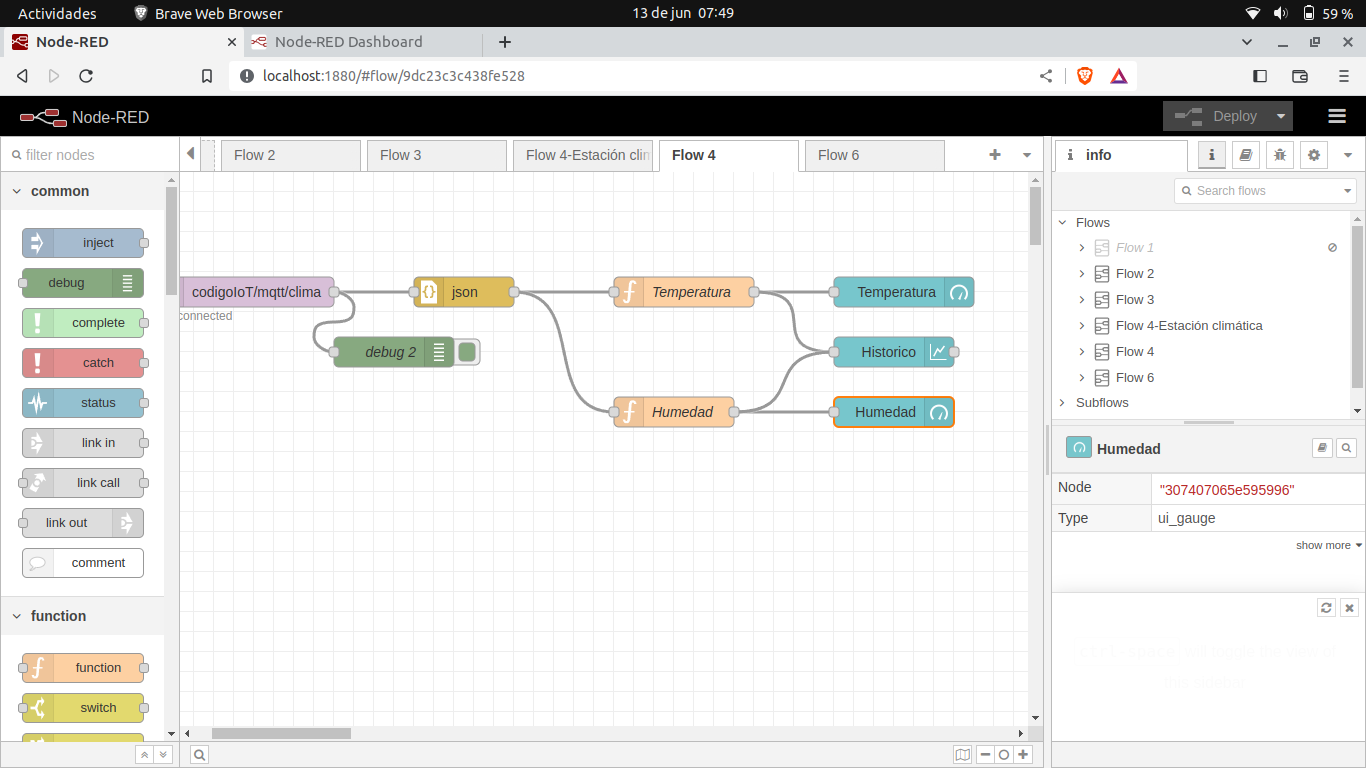 Actividades
Brave Web Browser
13 de jun 07:49
59 %
Node-RED
Node-RED Dashboard
localhost:1880/#flow/9dc23c3c438fe528
Node-RED
Deploy
filter nodes
Flow 2
Flow 3
Flow 4-Estación clin
Flow 4
Flow 6
i info
i
common
Search flows
Flows
inject
Flow 1
debug
Flow 2
codigoIoT/mqtt/clima
json
Temperatura
Temperatura
Flow 3
connected
complete
Flow 4-Estación climática
debug 2
Historico
catch
Flow 4
Flow 6
status
Subflows
Humedad
Humedad
link in
Humedad
link call
Node
"307407065e595996"
link out
Type
ui_gauge
show more
comment
function
function
switch